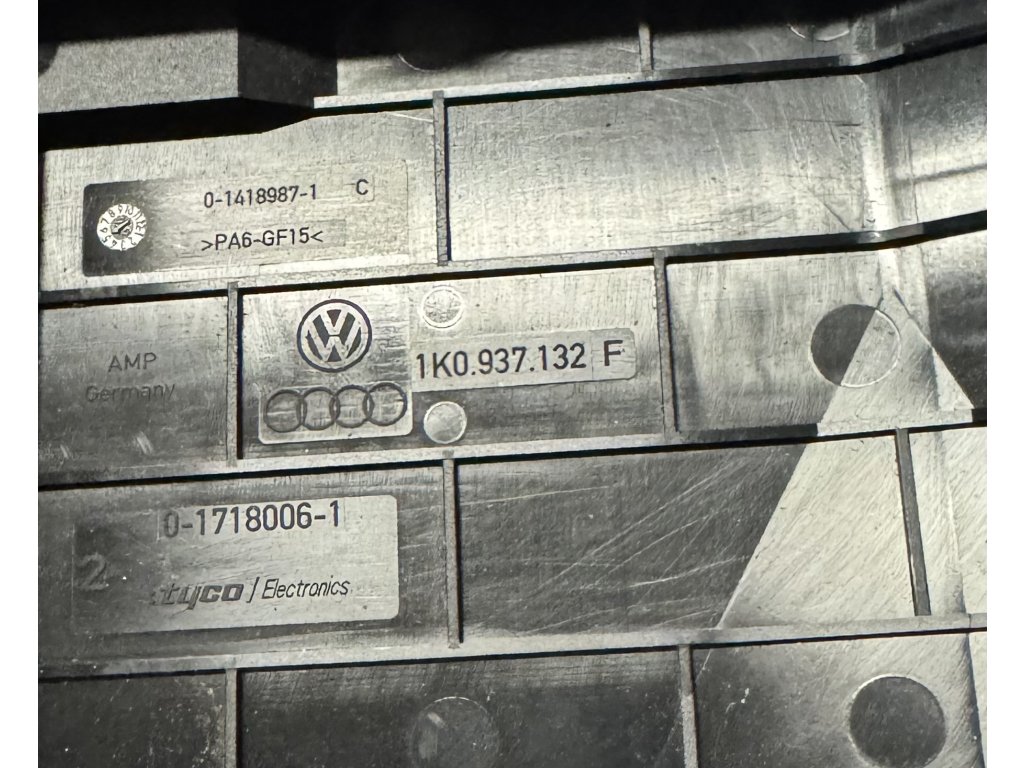 0-1418987-1 C
>PA6-GF15<
AMP
Germany
1K0.937.132 F
0-1718006-1
2
tyco / Electronics